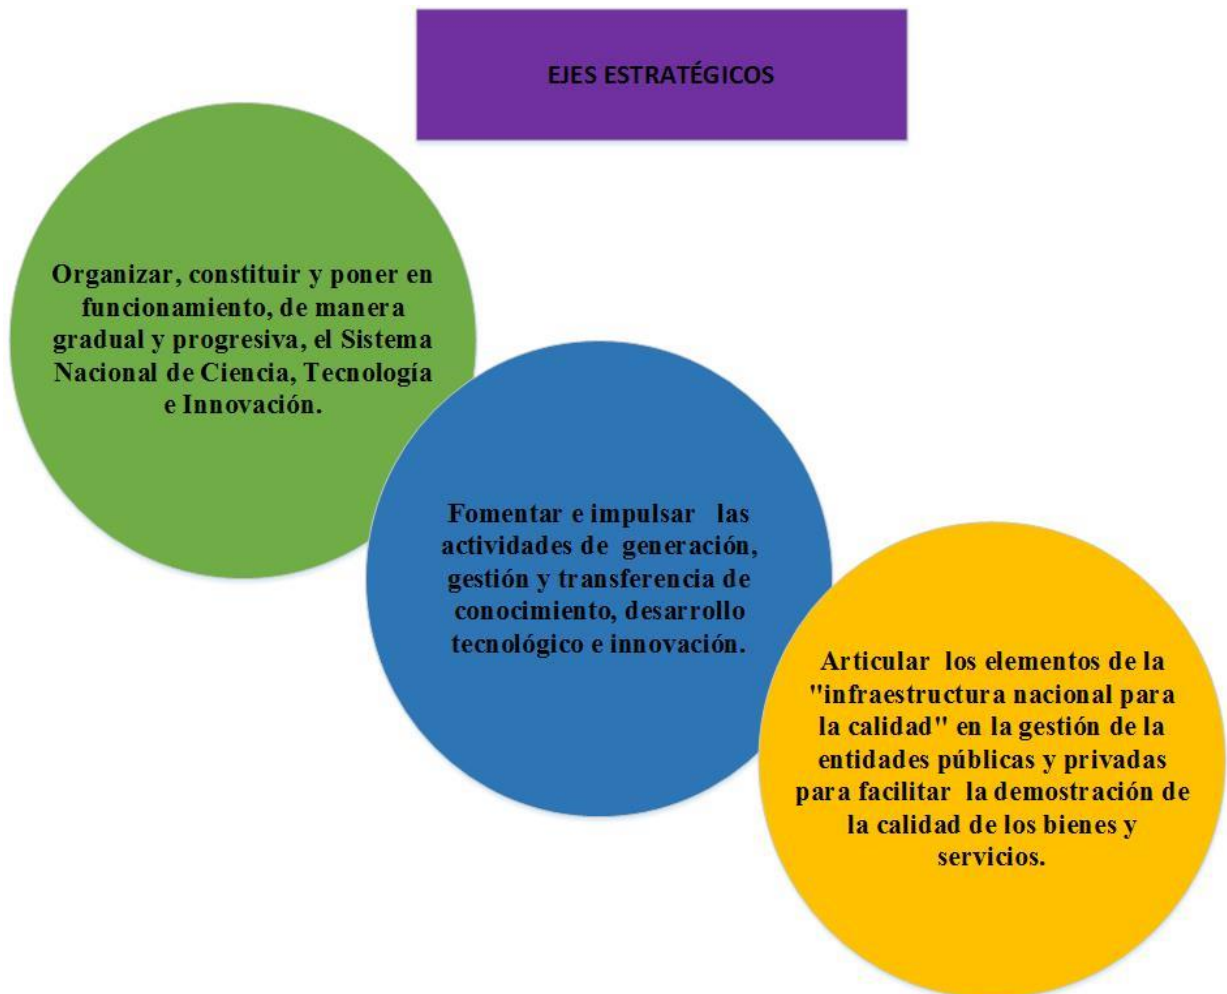 EJES ESTRATÉGICOS
Organizar, constituir y poner en
funcionamiento, de manera
gradual y progresiva, el Sistema
Nacional de Ciencia, Tecnología
e Innovación.
Fomentar e impulsar las
actividades de generación,
gestión y transferencia de
conocimiento, desarrollo
tecnológico e innovación.
Articular los elementos de la
"infraestructura nacional para
la calidad" en la gestión de la
entidades públicas y privadas
para facilitar la demostración de
la calidad de los bienes y
servicios.